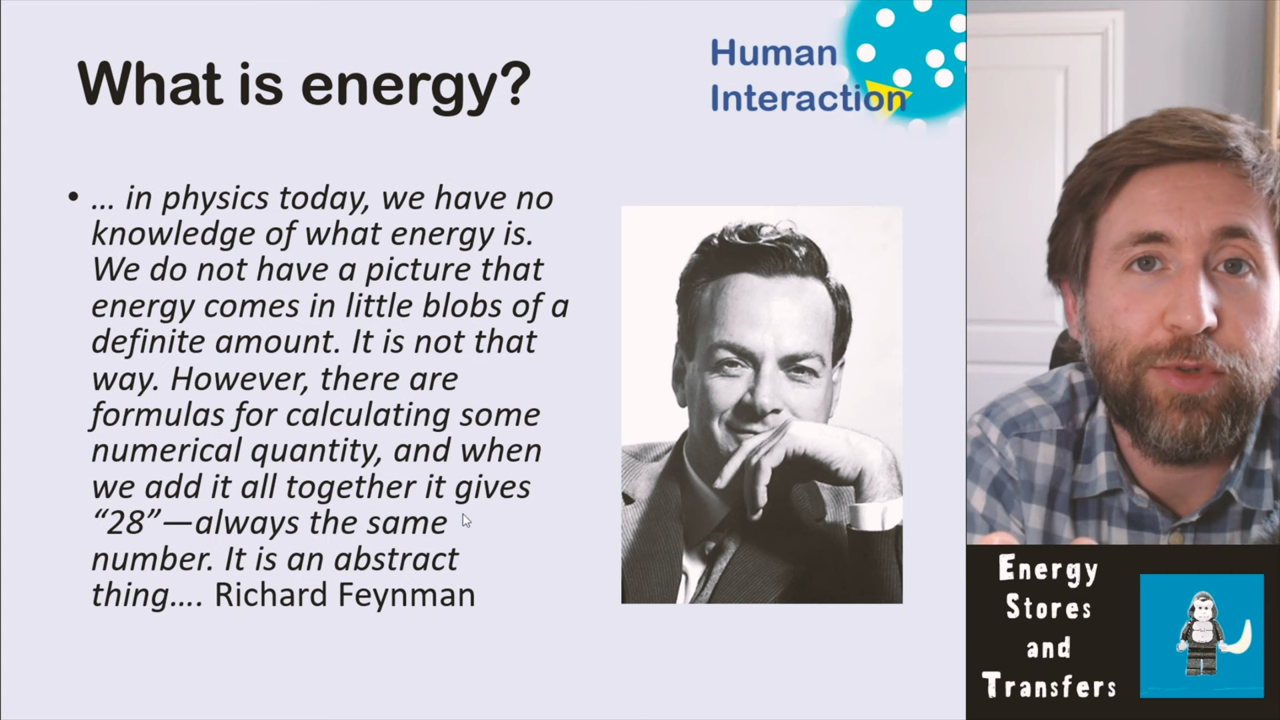 What is energy?
Human
Interaction
• … in physics today, we have no
knowledge of what energy is.
We do not have a picture that
energy comes in little blobs of a
definite amount. It is not that
way. However, there are
formulas for calculating some
numerical quantity, and when
we add it all together it gives
“28”—always the same
number. It is an abstract
thing…. Richard Feynman
Energy
Stores
and
Transfers